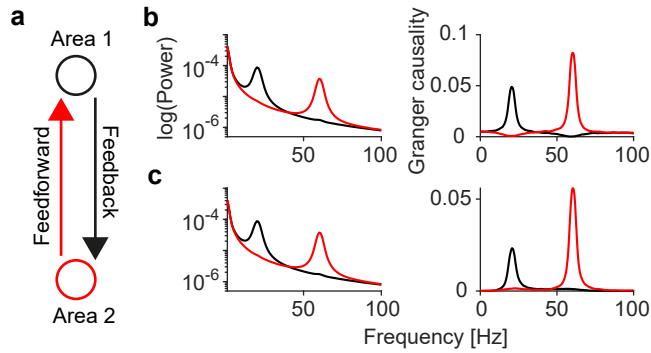 a
Area 1
Feedforward
Feedback
Area 2
b
log(Power)
10-4
10-6
50
100
Granger causality
0.1
0.05
0
0
50
100
c
10-4
10-6
50
100
0.05
0
0
50
100
Frequency [Hz]